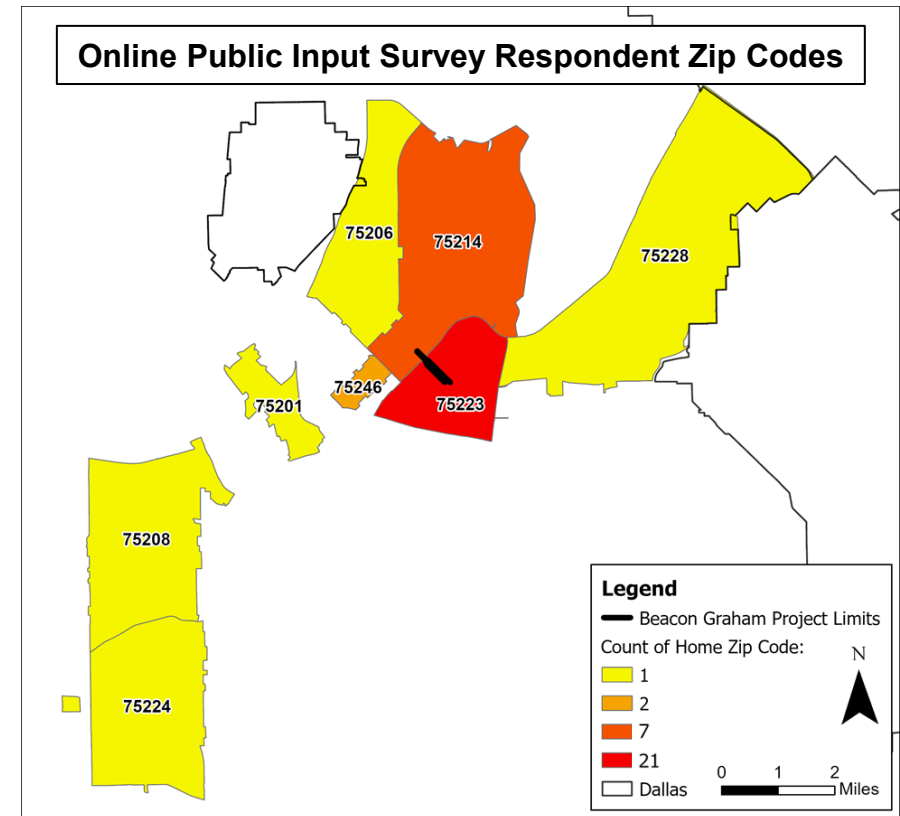 Online Public Input Survey Respondent Zip Codes
75206
75214
75228
75246
75201
75223
75208
75224
Legend
Beacon Graham Project Limits
Count of Home Zip Code:
1
2
7
21
Dallas
N
0 1 2
Miles